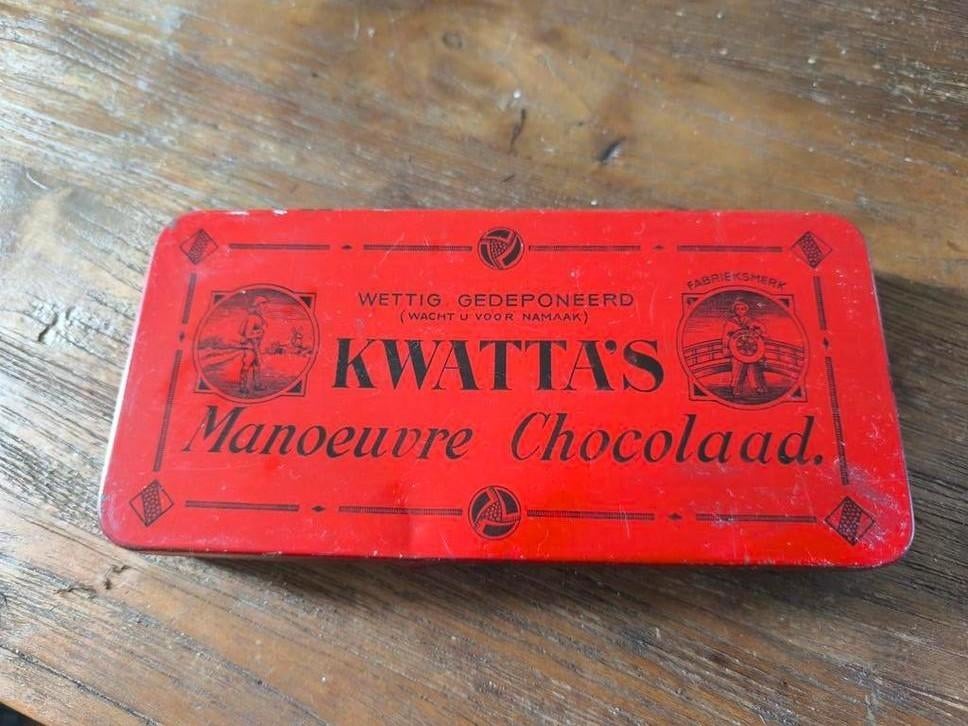 WETTIG GEDEPONEERD
(WACHT U VOOR NAMAAK)
FABRIEKSMERK
KWATTA'S
Manoeuvre Chocolaad.